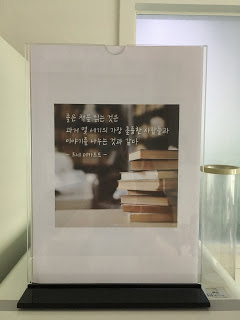 좋은 책을 읽는 것은
과거 몇 세기의 가장 훌륭한 사람들과
이야기를 나누는 것과 같다
- 르네 데카르트 -